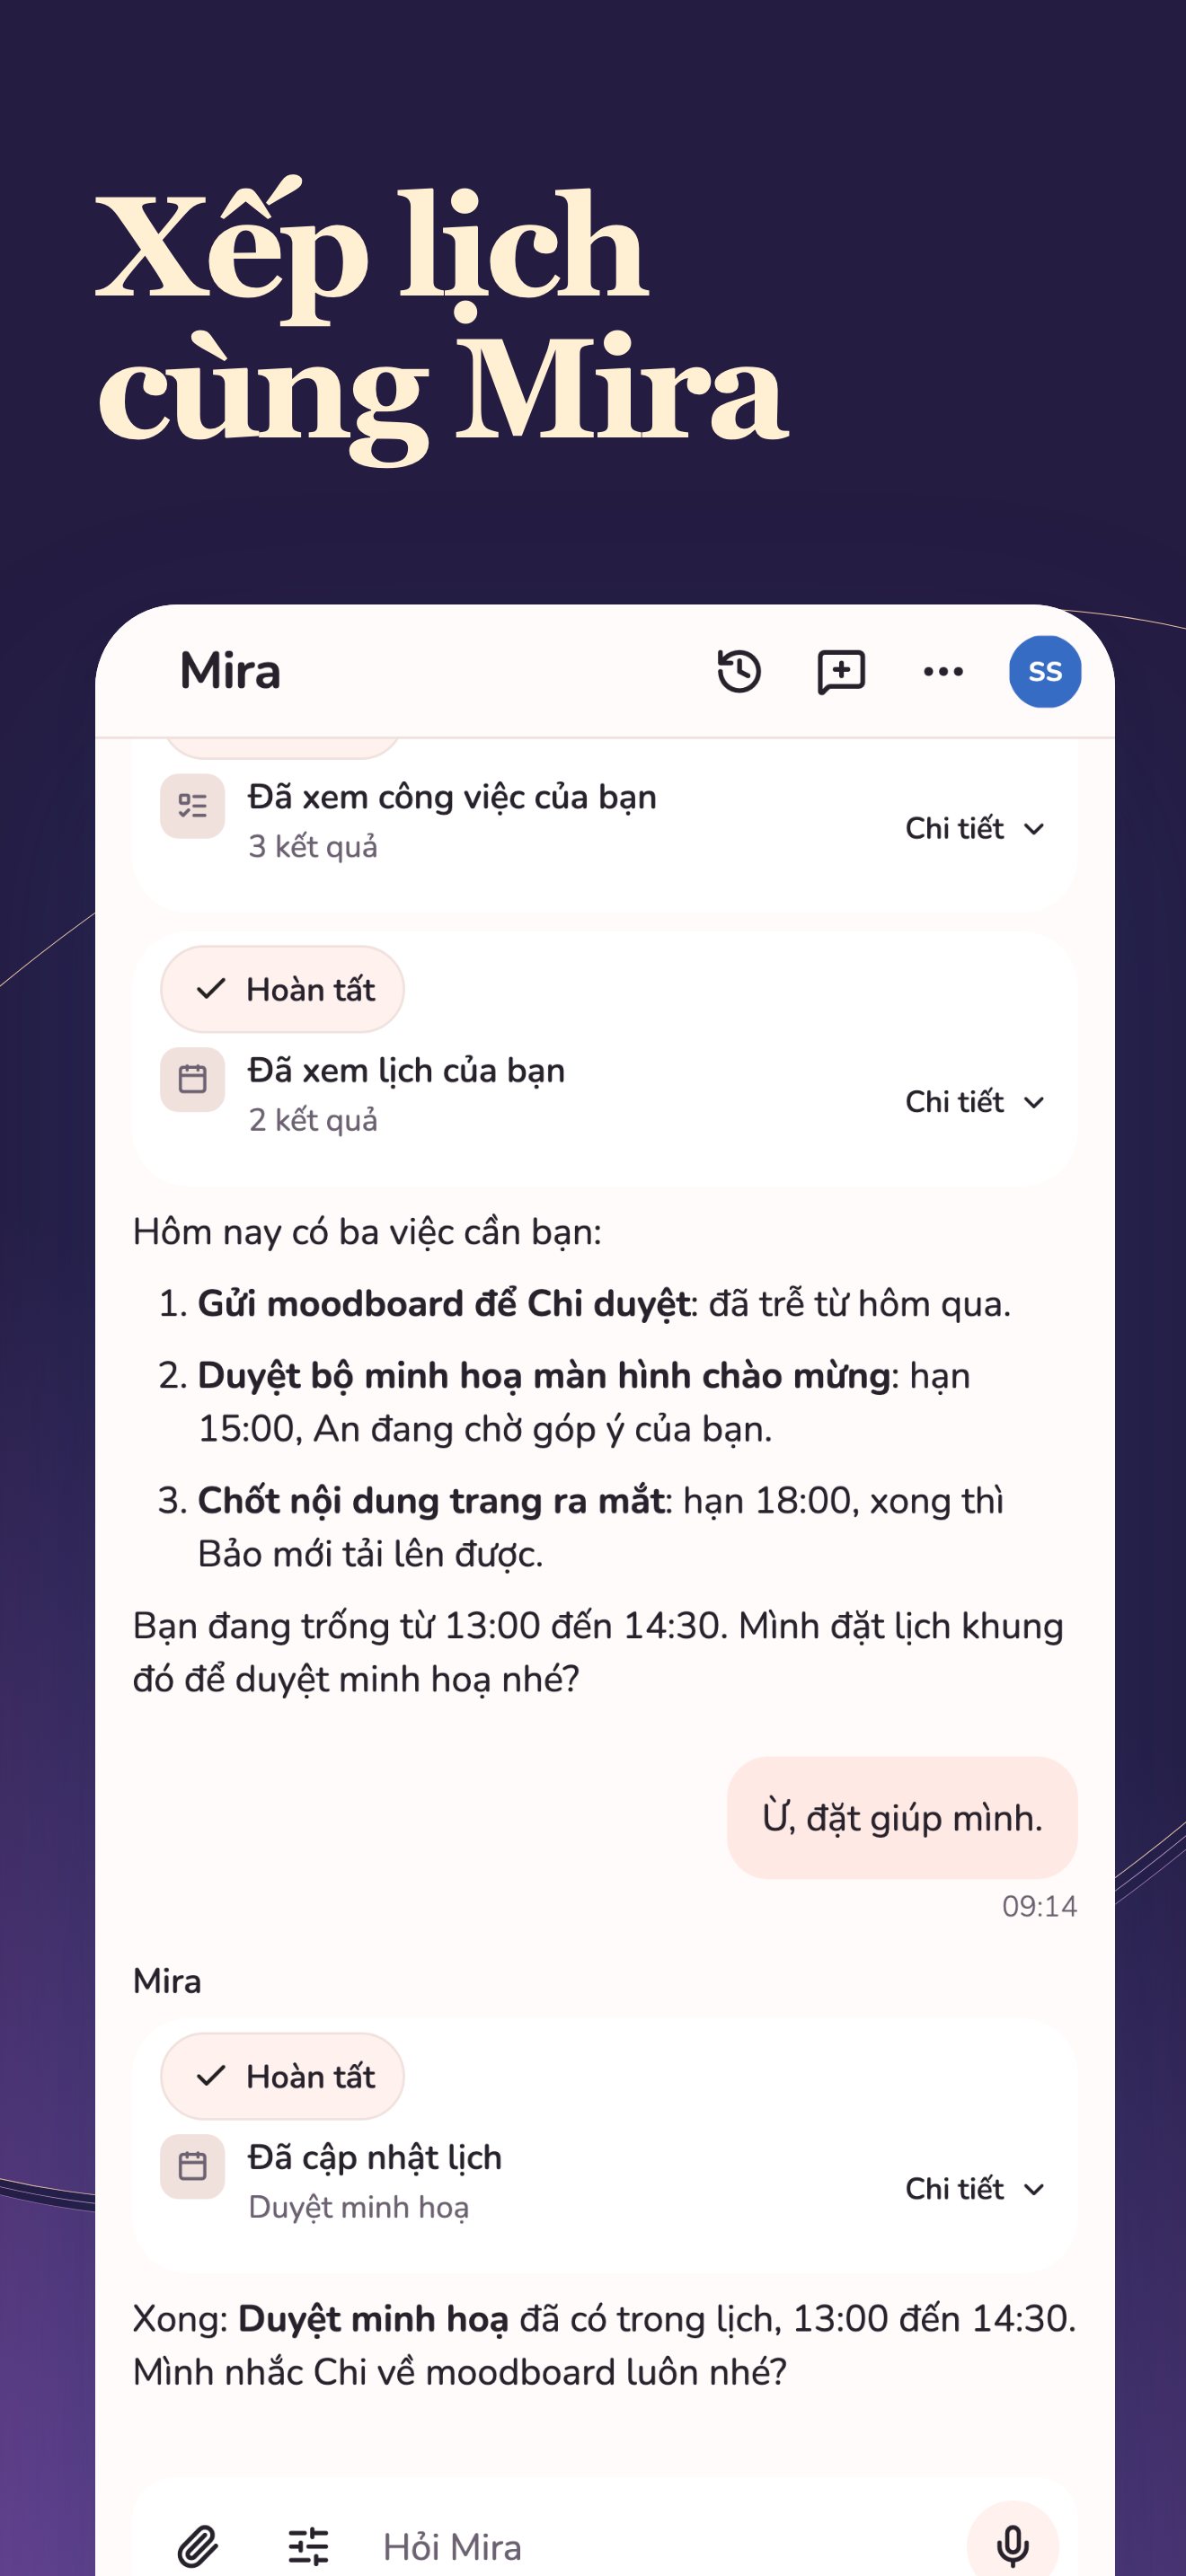 Xếp lịch
cùng Mira
Mira
SS
Đã xem công việc của bạn
3 kết quả
Chi tiết
Hoàn tất
Đã xem lịch của bạn
2 kết quả
Chi tiết
Hôm nay có ba việc cần bạn:
1. Gửi moodboard để Chi duyệt: đã trễ từ hôm qua.
2. Duyệt bộ minh hoạ màn hình chào mừng: hạn
15:00, An đang chờ góp ý của bạn.
3. Chốt nội dung trang ra mắt: hạn 18:00, xong thì
Bảo mới tải lên được.
Bạn đang trống từ 13:00 đến 14:30. Mình đặt lịch khung
đó để duyệt minh hoạ nhé?
Ừ, đặt giúp mình.
09:14
Mira
Hoàn tất
Đã cập nhật lịch
Duyệt minh hoạ
Chi tiết
Xong: Duyệt minh hoạ đã có trong lịch, 13:00 đến 14:30.
Mình nhắc Chi về moodboard luôn nhé?
Hỏi Mira